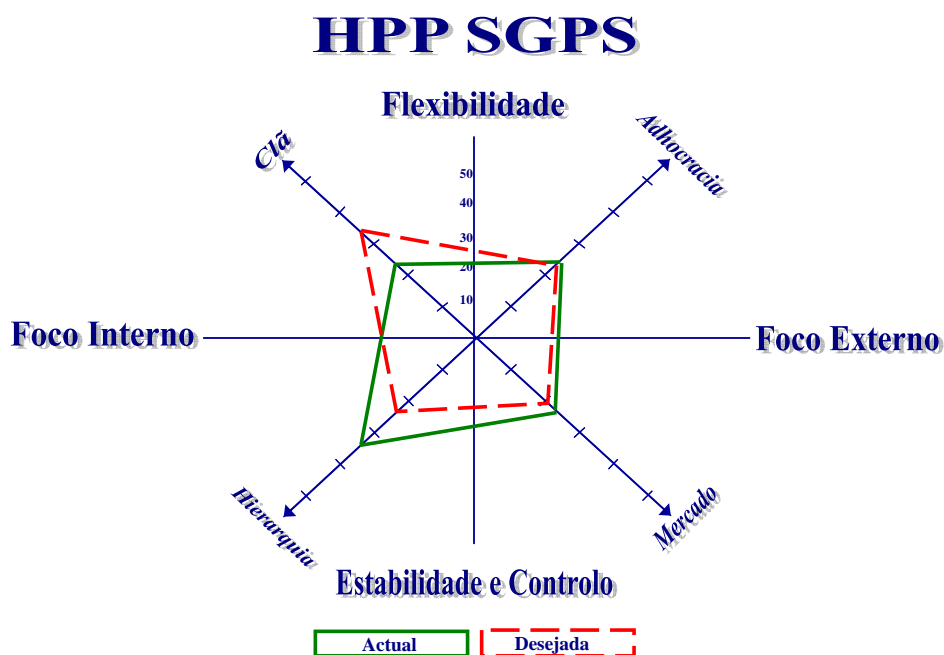 HPP SGPS
Flexibilidade
Clã
Adhocracia
50
40
30
20
10
Foco Interno
Foco Externo
Hierarquia
Mercado
Estabilidade e Controlo
Actual
Desejada